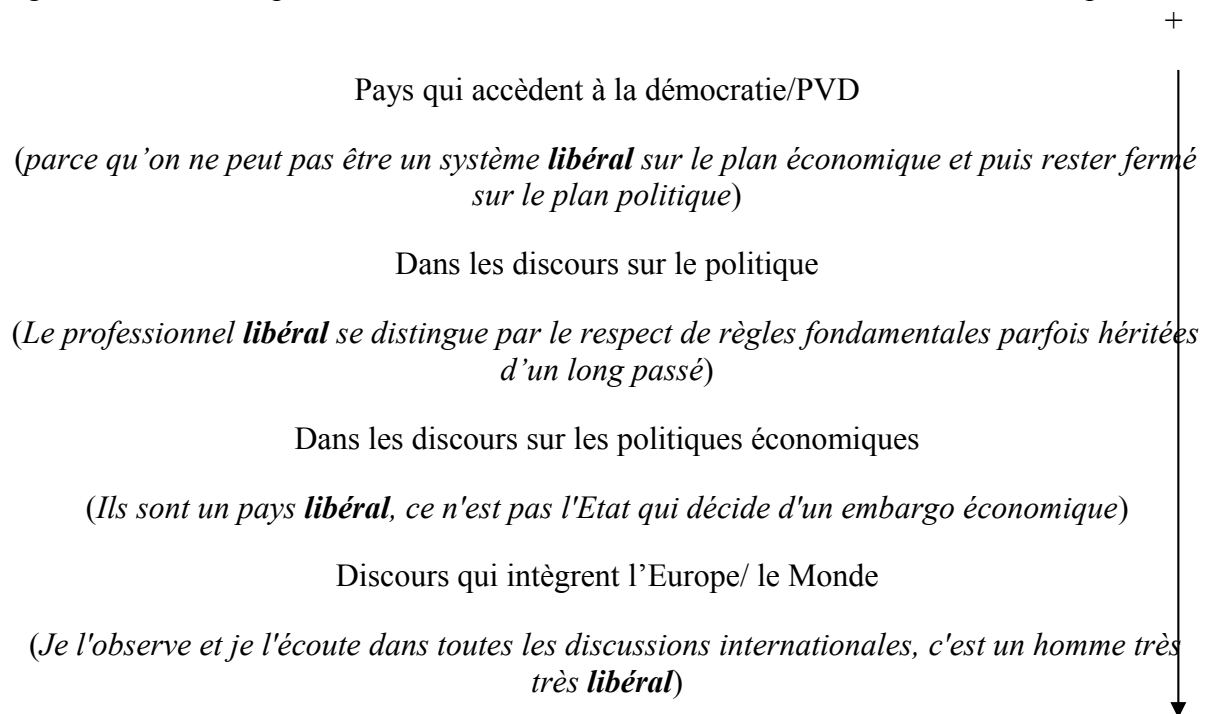 +
Pays qui accèdent à la démocratie/PVD
(parce qu’on ne peut pas être un système libéral sur le plan économique et puis rester fermé
sur le plan politique)
Dans les discours sur le politique
(Le professionnel libéral se distingue par le respect de règles fondamentales parfois héritées
d’un long passé)
Dans les discours sur les politiques économiques
(Ils sont un pays libéral, ce n'est pas l'Etat qui décide d'un embargo économique)
Discours qui intègrent l’Europe/ le Monde
(Je l'observe et je l'écoute dans toutes les discussions internationales, c'est un homme très
très libéral)